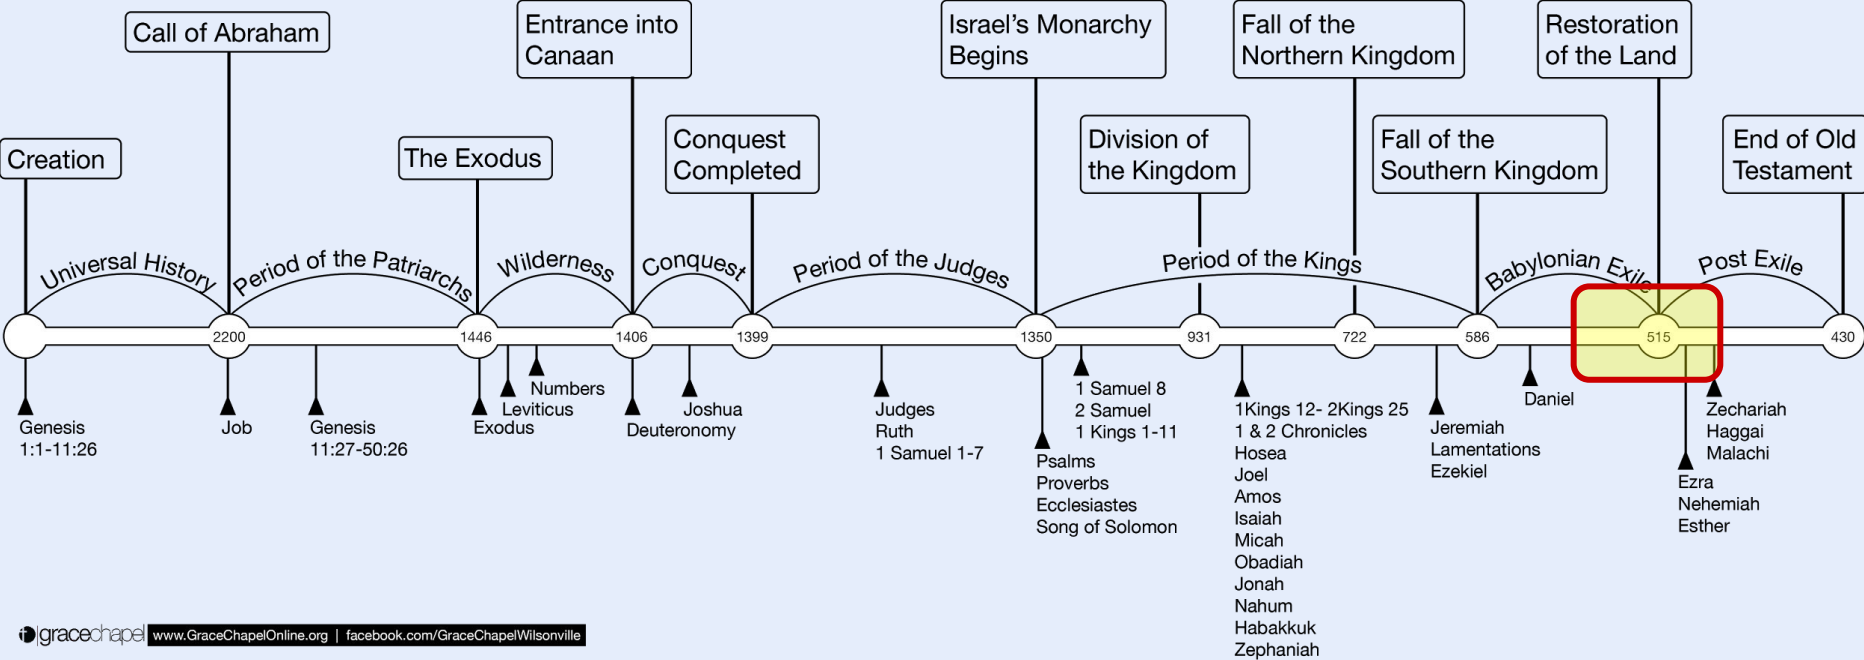 Call of Abraham
Entrance into
Canaan
Israel's Monarchy
Begins
Fall of the
Northern Kingdom
Restoration
of the Land
Creation
The Exodus
Conquest
Completed
Division of
the Kingdom
Fall of the
Southern Kingdom
End of Old
Testament
Universal History
Period of the Patriarchs
Wilderness
Conquest
Period of the Judges
Period of the Kings
Babylonian Exile
Post Exile
2200
1446
1406
1399
1350
931
722
586
515
430
Genesis
1:1-11:26
Job
Genesis
11:27-50:26
Exodus
Leviticus
Numbers
Deuteronomy
Joshua
Judges
Ruth
1 Samuel 1-7
Psalms
Proverbs
Ecclesiastes
Song of Solomon
1 Samuel 8
2 Samuel
1 Kings 1-11
1Kings 12- 2Kings 25
1 & 2 Chronicles
Hosea
Joel
Amos
Isaiah
Micah
Obadiah
Jonah
Nahum
Habakkuk
Zephaniah
Jeremiah
Lamentations
Ezekiel
Daniel
Ezra
Nehemiah
Esther
Zechariah
Haggai
Malachi
gracechapel www.GraceChapelOnline.org | facebook.com/GraceChapelWilsonville